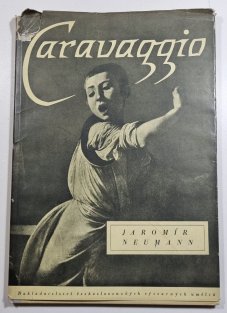 Caravaggio
JAROMÍR
NEUMANN
Nakladatelství československých výtvarných umělců